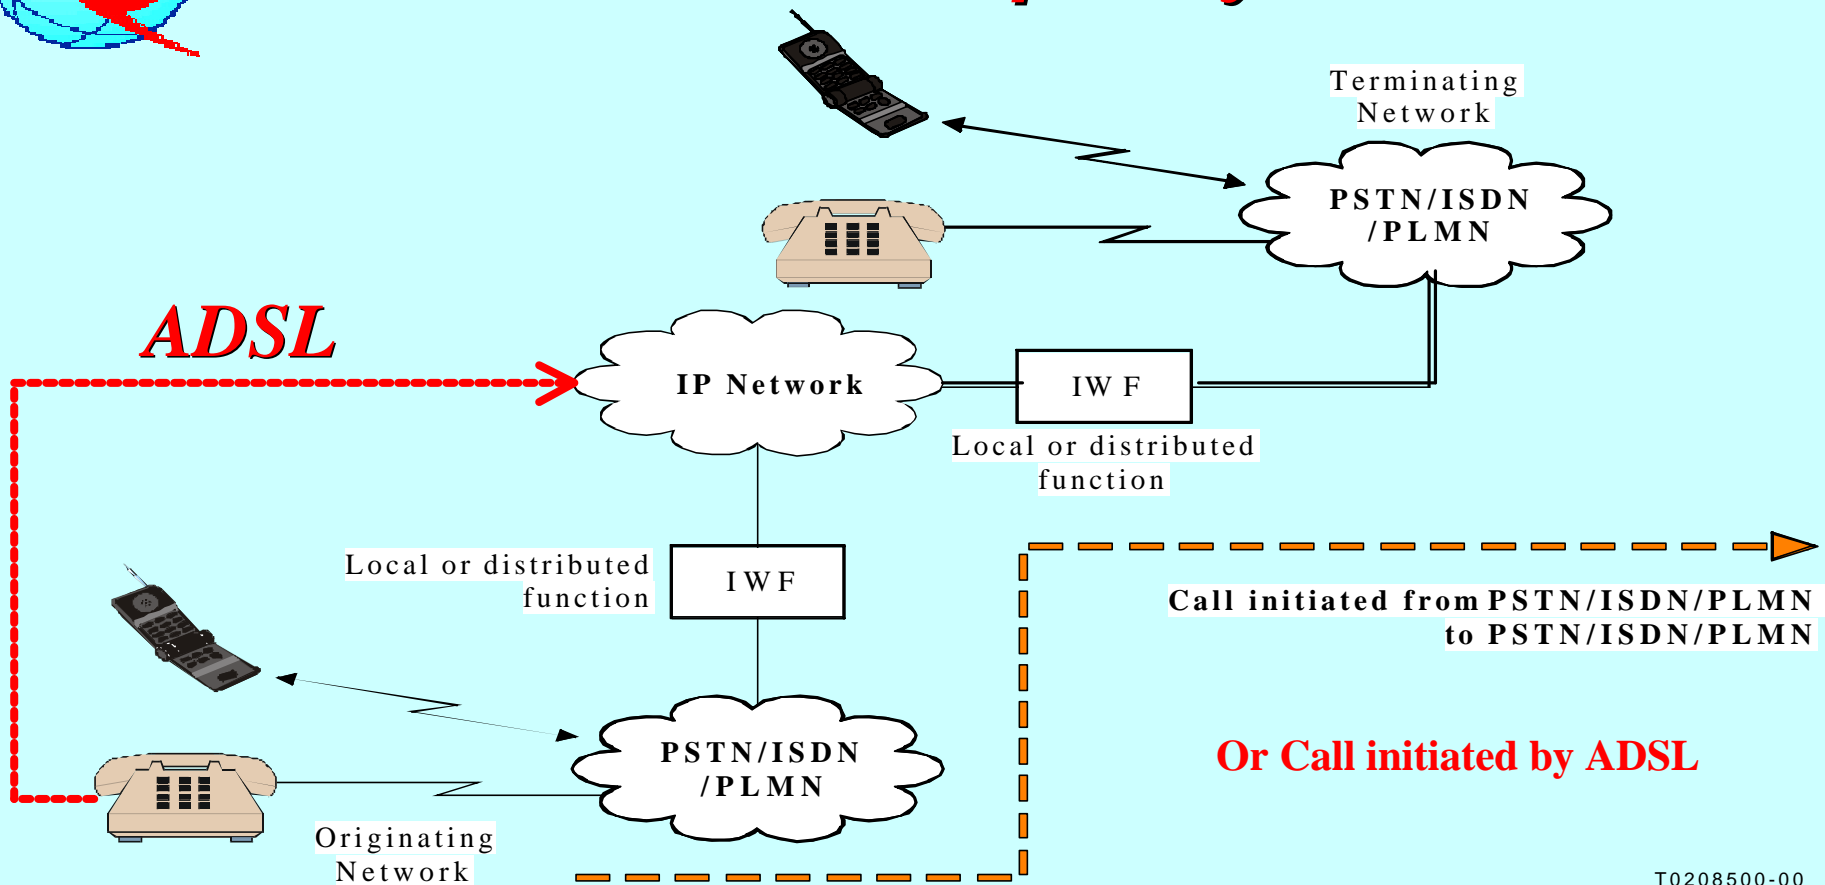 Terminating
Network
PSTN/ISDN
/PLMN
ADSL
IP Network
IW F
Local or distributed
function
Local or distributed
function
IWF
Call initiated from PSTN/ISDN/PLMN
to PSTN/ISDN/PLMN
PSTN/ISDN
/PLMN
Or Call initiated by ADSL
Originating
Network
T0208500-00